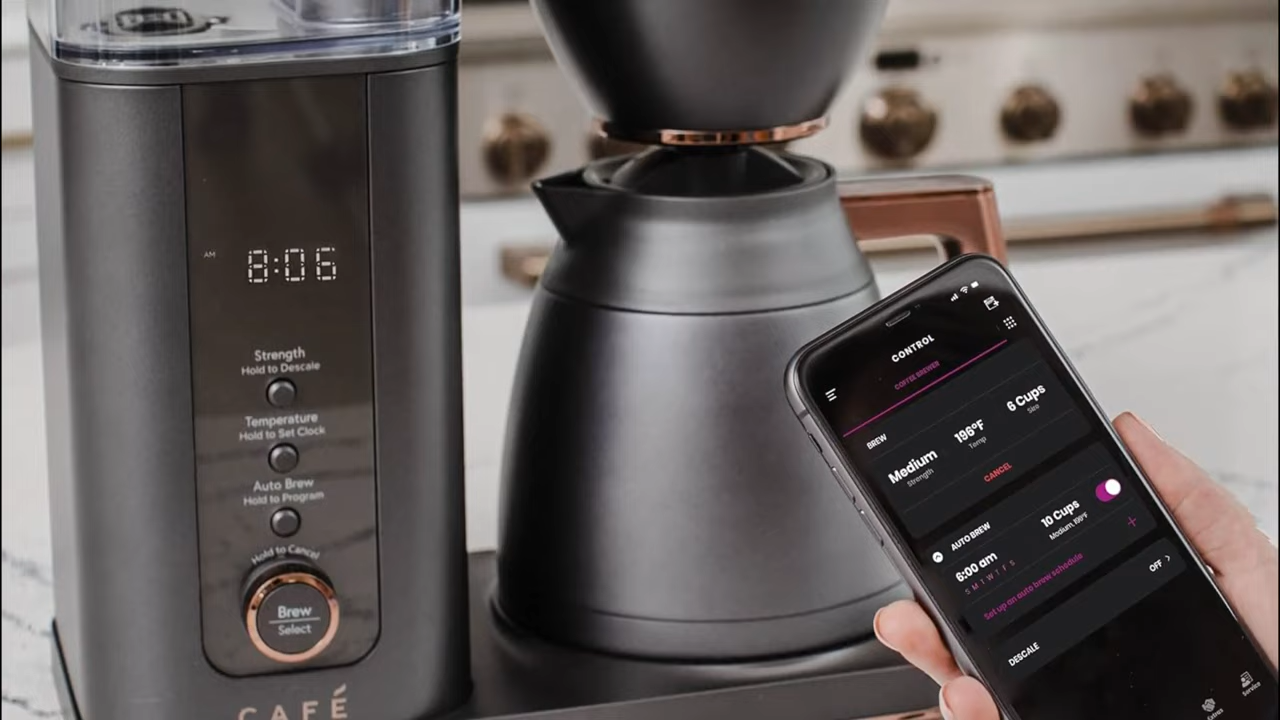 AM
8:06
Strength
Hold to Descale
Temperature
Hold to Set Clock
Auto Brew
Hold to Program
Hold to Cancel
Brew
Select
CAFÉ
CONTROL
COFFEE BREWER
BREW
Medium
Strength
196°F
Temp
6 Cups
Size
CANCEL
AUTO BREW
6:00 am
S M T W T F S
10 Cups
Medium, 196°F
Set up an auto brew schedule
OFF
DESCALE
Service